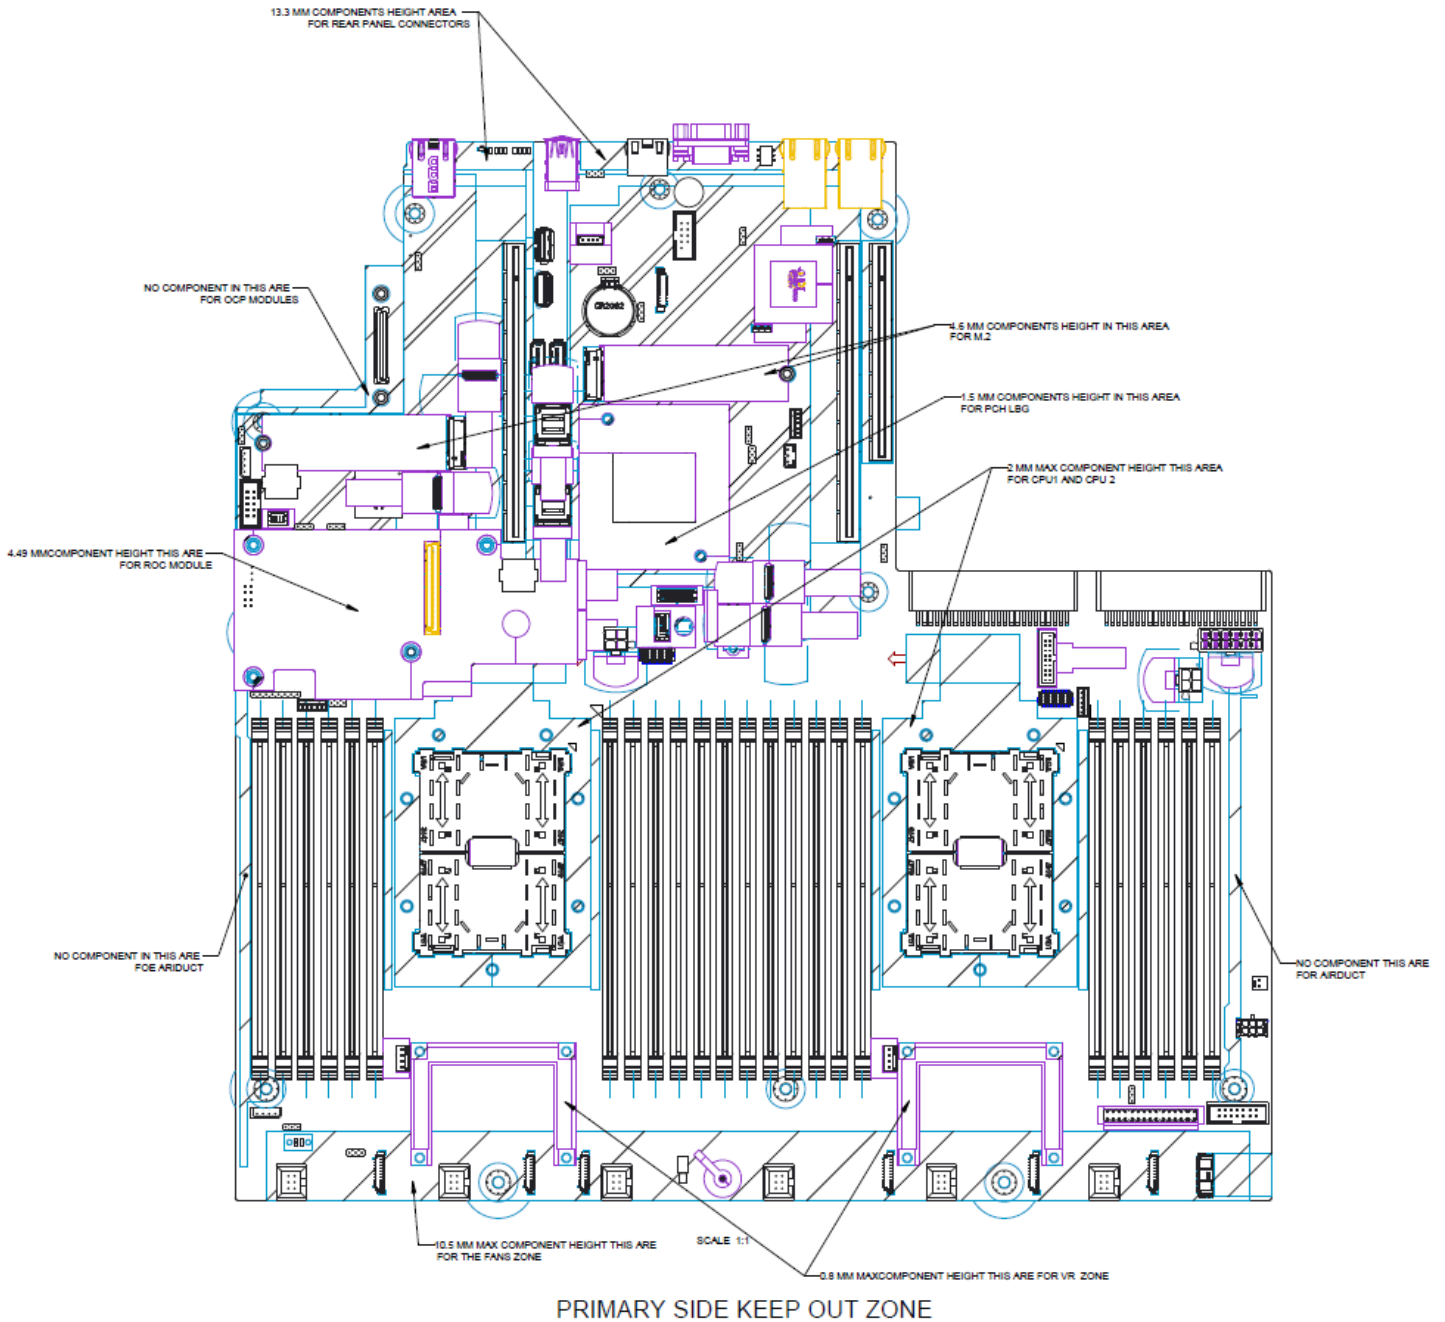 13.3 MM COMPONENTS HEIGHT AREA
FOR REAR PANEL CONNECTORS
NO COMPONENT IN THIS ARE
FOR OCP MODULES
CR2032
4.6 MM COMPONENTS HEIGHT IN THIS AREA
FOR M.2
1.5 MM COMPONENTS HEIGHT IN THIS AREA
FOR PCH LBG
2 MM MAX COMPONENT HEIGHT THIS AREA
FOR CPU1 AND CPU 2
4.49 MMCOMPONENT HEIGHT THIS ARE
FOR ROC MODULE
NO COMPONENT IN THIS ARE
FOE ARIDUCT
NO COMPONENT THIS ARE
FOR AIRDUCT
10.5 MM MAX COMPONENT HEIGHT THIS ARE
FOR THE FANS ZONE
SCALE 1:1
0.8 MM MAXCOMPONENT HEIGHT THIS ARE FOR VR ZONE
PRIMARY SIDE KEEP OUT ZONE